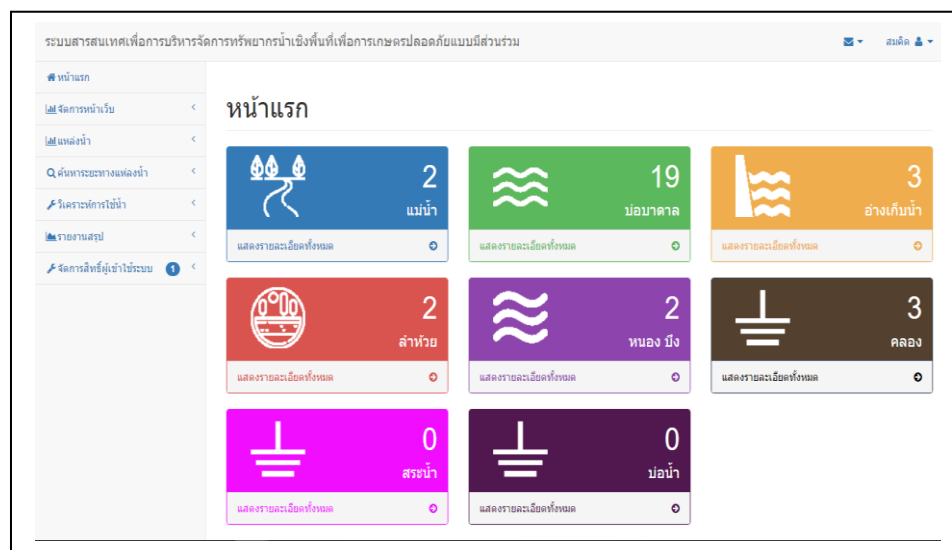 ระบบสารสนเทศเพื่อการบริหารจัดการทรัพยากรน้ำเชิงพื้นที่เพื่อการเกษตรปลอดภัยแบบมีส่วนร่วม
สมคิด
หน้าแรก
จัดการหน้าเว็บ
แหล่งน้ำ
ค้นหาระยะทางแหล่งน้ำ
วิเคราะห์การใช้น้ำ
รายงานสรุป
จัดการสิทธิ์ผู้เข้าใช้ระบบ 1
หน้าแรก
2
แม่น้ำ
แสดงรายละเอียดทั้งหมด
19
บ่อบาดาล
แสดงรายละเอียดทั้งหมด
3
อ่างเก็บน้ำ
แสดงรายละเอียดทั้งหมด
2
ลำห้วย
แสดงรายละเอียดทั้งหมด
2
หนอง บึง
แสดงรายละเอียดทั้งหมด
3
คลอง
แสดงรายละเอียดทั้งหมด
0
สระน้ำ
แสดงรายละเอียดทั้งหมด
0
บ่อน้ำ
แสดงรายละเอียดทั้งหมด